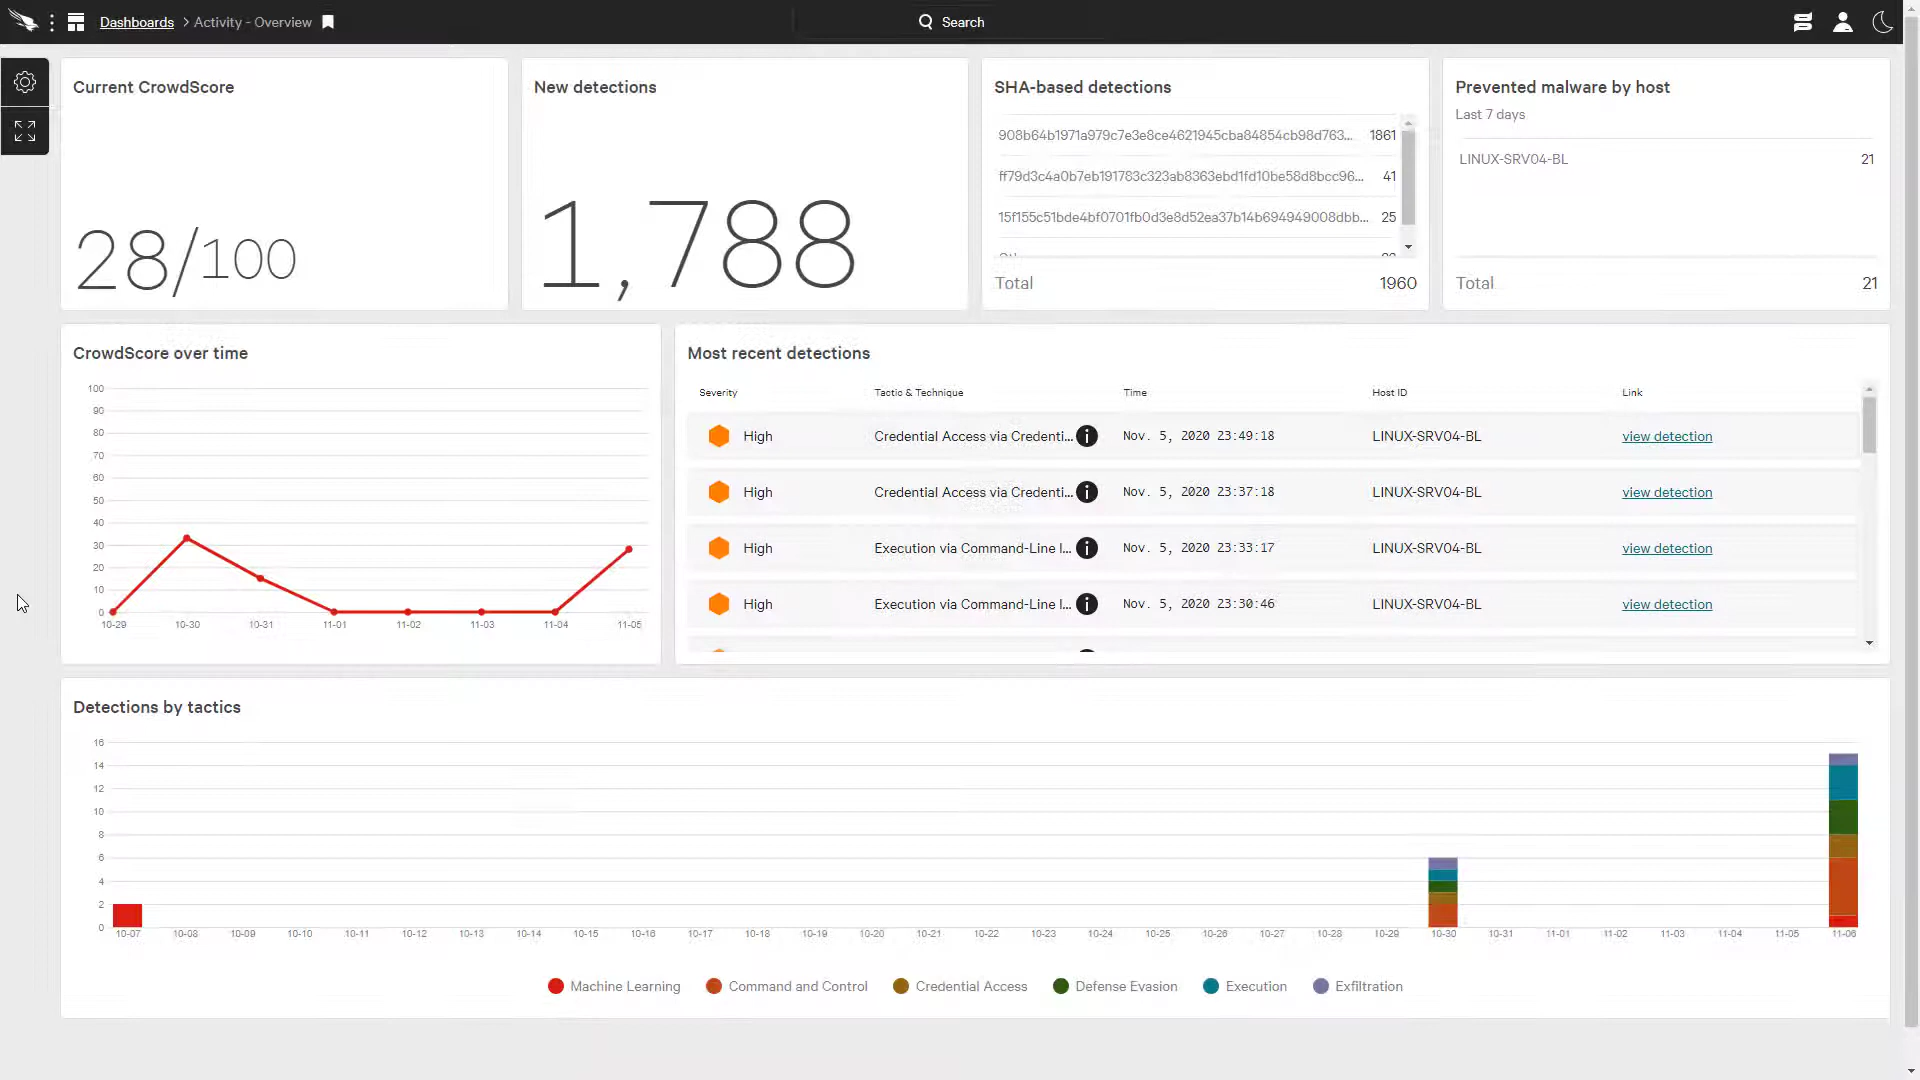 Dashboards > Activity - Overview
Search
Current CrowdScore
28/100
New detections
1,788
SHA-based detections
908b64b1971a979c7e3e8ce4621945cba84854cb98d763... 1861
ff79d3c4a0b7eb191783c323ab8363ebd1fd10be58d8bcc96... 41
15f155c51bde4bf0701fb0d3e8d52ea37b14b694949008dbb... 25
Total 1960
Prevented malware by host
Last 7 days
LINUX-SRV04-BL 21
Total 21
CrowdScore over time
100
90
80
70
60
50
40
30
20
10
0
10-29 10-30 10-31 11-01 11-02 11-03 11-04 11-05
Most recent detections
Severity Tactic & Technique Time Host ID Link
High Credential Access via Credenti... Nov. 5, 2020 23:49:18 LINUX-SRV04-BL view detection
High Credential Access via Credenti... Nov. 5, 2020 23:37:18 LINUX-SRV04-BL view detection
High Execution via Command-Line I... Nov. 5, 2020 23:33:17 LINUX-SRV04-BL view detection
High Execution via Command-Line I... Nov. 5, 2020 23:30:46 LINUX-SRV04-BL view detection
Detections by tactics
16
14
12
10
8
6
4
2
0
10-07 10-08 10-09 10-10 10-11 10-12 10-13 10-14 10-15 10-16 10-17 10-18 10-19 10-20 10-21 10-22 10-23 10-24 10-25 10-26 10-27 10-28 10-29 10-30 10-31 11-01 11-02 11-03 11-04 11-05 11-06
Machine Learning Command and Control Credential Access Defense Evasion Execution Exfiltration